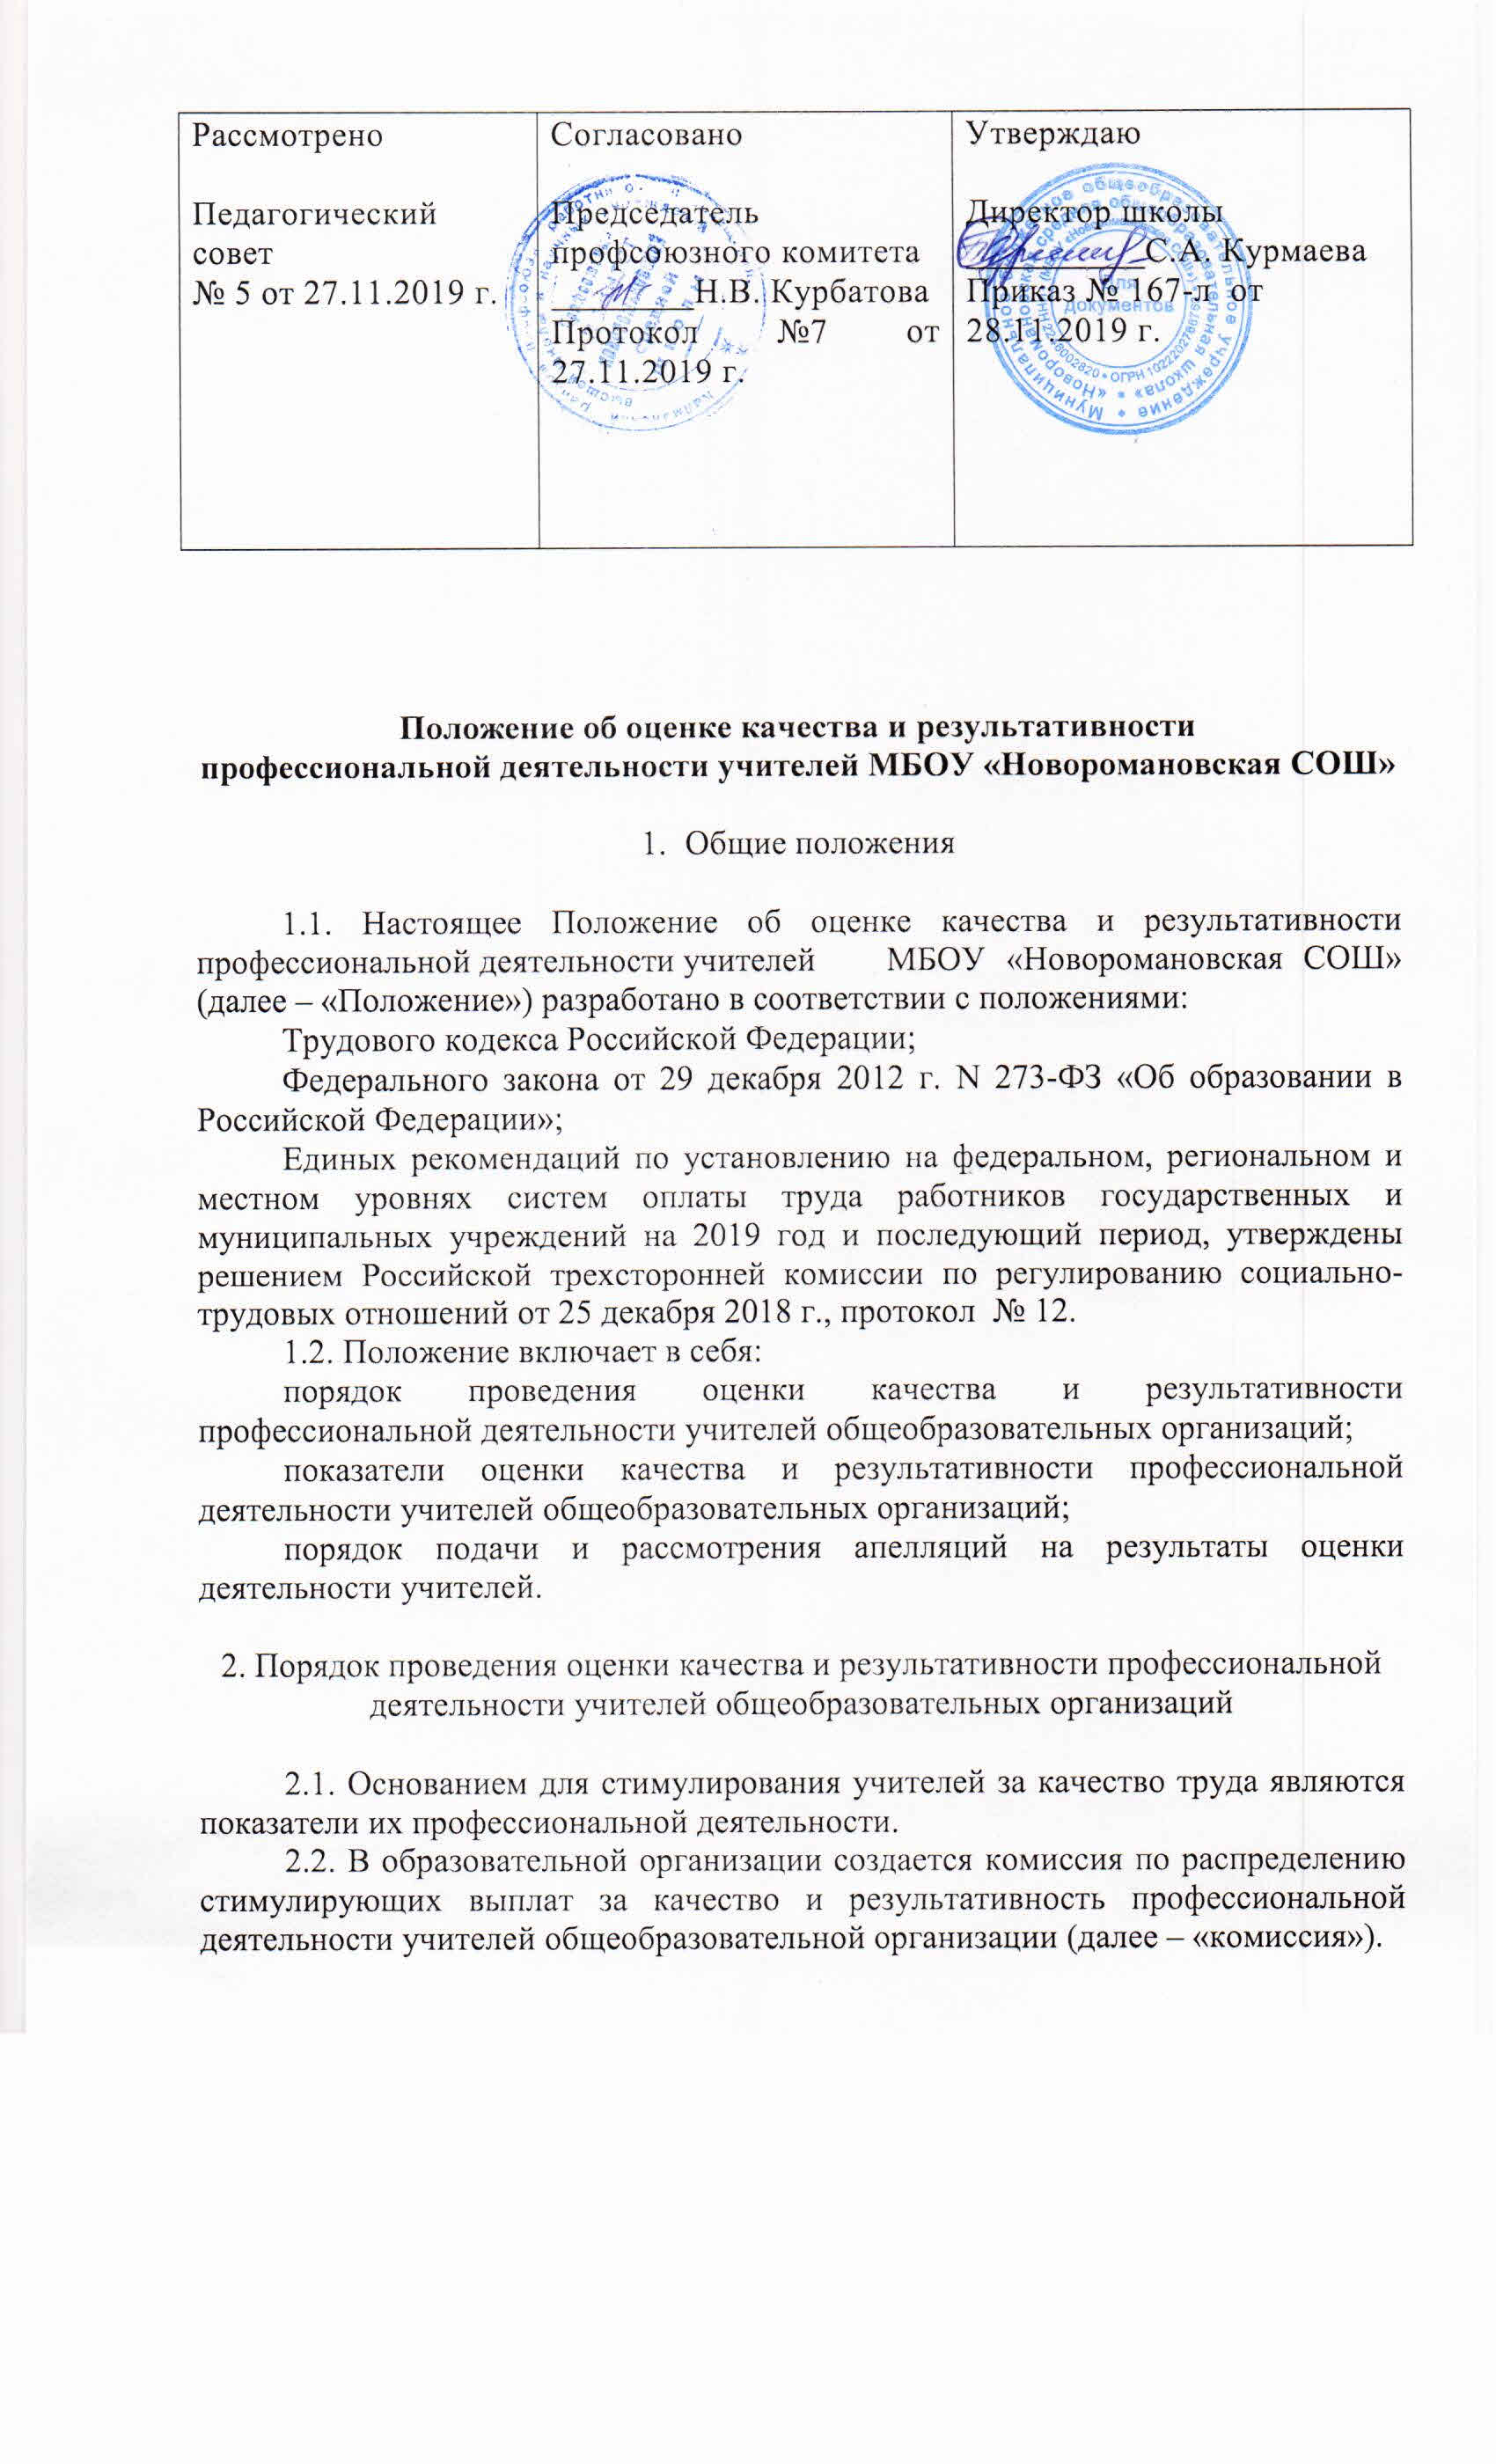 Рассмотрено
Педагогический
совет
№ 5 от 27.11.2019 г.
Согласовано
Председатель
профсоюзного комитета
Н.В. Курбатова
Протокол №7 от
27.11.2019 г.
Утверждаю
Директор школы
С.А. Курмаева
Приказ № 167-л от
28.11.2019 г.
для
документов
Положение об оценке качества и результативности
профессиональной деятельности учителей МБОУ «Новоромановская СОШ»
1. Общие положения
1.1. Настоящее Положение об оценке качества и результативности
профессиональной деятельности учителей МБОУ «Новоромановская СОШ»
(далее – «Положение») разработано в соответствии с положениями:
Трудового кодекса Российской Федерации;
Федерального закона от 29 декабря 2012 г. N 273-ФЗ «Об образовании в
Российской Федерации»;
Единых рекомендаций по установлению на федеральном, региональном и
местном уровнях систем оплаты труда работников государственных и
муниципальных учреждений на 2019 год и последующий период, утверждены
решением Российской трехсторонней комиссии по регулированию социально-
трудовых отношений от 25 декабря 2018 г., протокол № 12.
1.2. Положение включает в себя:
порядок проведения оценки качества и результативности
профессиональной деятельности учителей общеобразовательных организаций;
показатели оценки качества и результативности профессиональной
деятельности учителей общеобразовательных организаций;
порядок подачи и рассмотрения апелляций на результаты оценки
деятельности учителей.
2. Порядок проведения оценки качества и результативности профессиональной
деятельности учителей общеобразовательных организаций
2.1. Основанием для стимулирования учителей за качество труда являются
показатели их профессиональной деятельности.
2.2. В образовательной организации создается комиссия по распределению
стимулирующих выплат за качество и результативность профессиональной
деятельности учителей общеобразовательной организации (далее – «комиссия»).